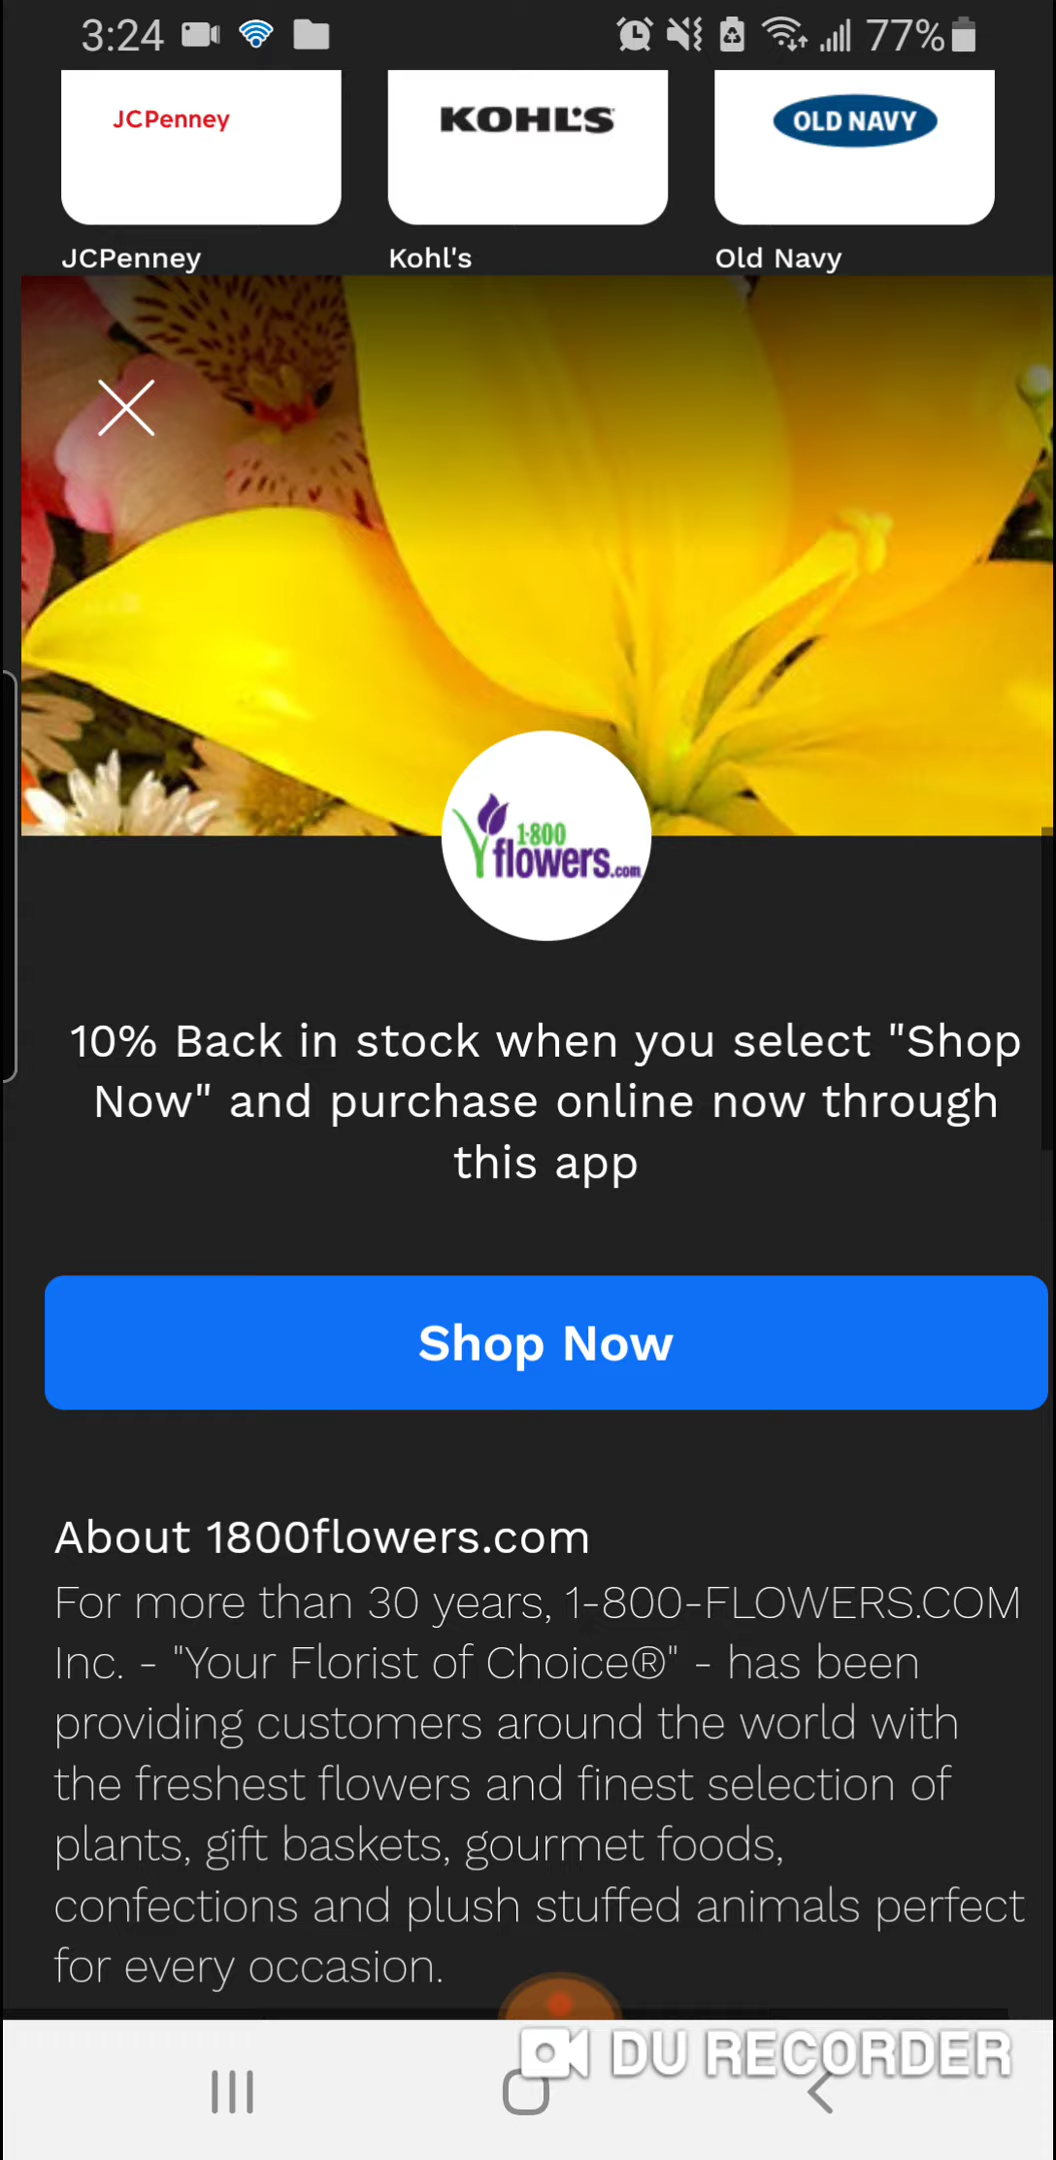 3:24 77%
JCPenney KOHL'S OLD NAVY
JCPenney Kohl's Old Navy
1·800
flowers.com
10% Back in stock when you select "Shop
Now" and purchase online now through
this app
Shop Now
About 1800flowers.com
For more than 30 years, 1-800-FLOWERS.COM
Inc. - "Your Florist of Choice®" - has been
providing customers around the world with
the freshest flowers and finest selection of
plants, gift baskets, gourmet foods,
confections and plush stuffed animals perfect
for every occasion.
DU RECORDER